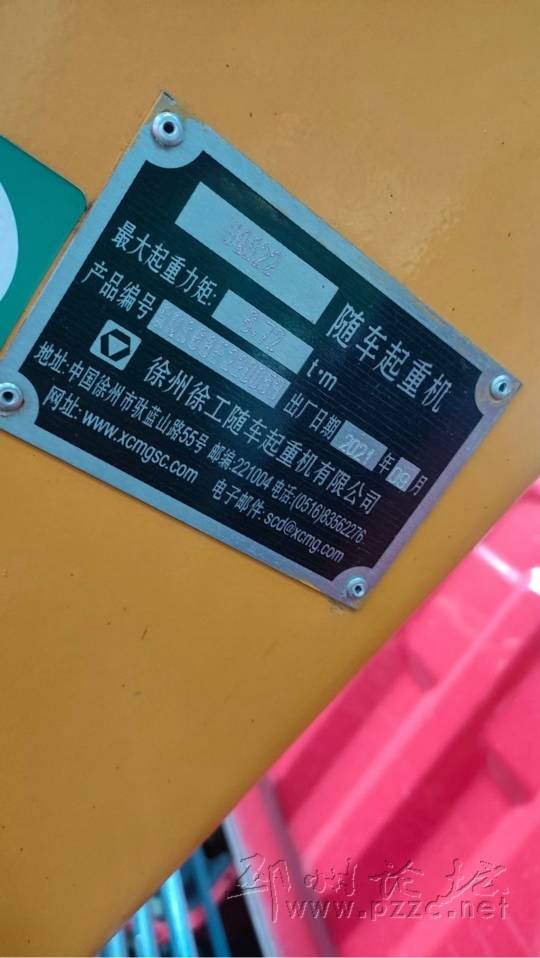 随车起重机
最大起重力矩: t·m
产品编号 出厂日期 2021 年 09 月
徐州徐工随车起重机有限公司
地址:中国徐州市驮蓝山路55号 邮编:221004 电话:(0516)83562276
网址: www.xcmgsc.com 电子邮件:scd@xcmg.com
邳州论坛
www.pzzc.net